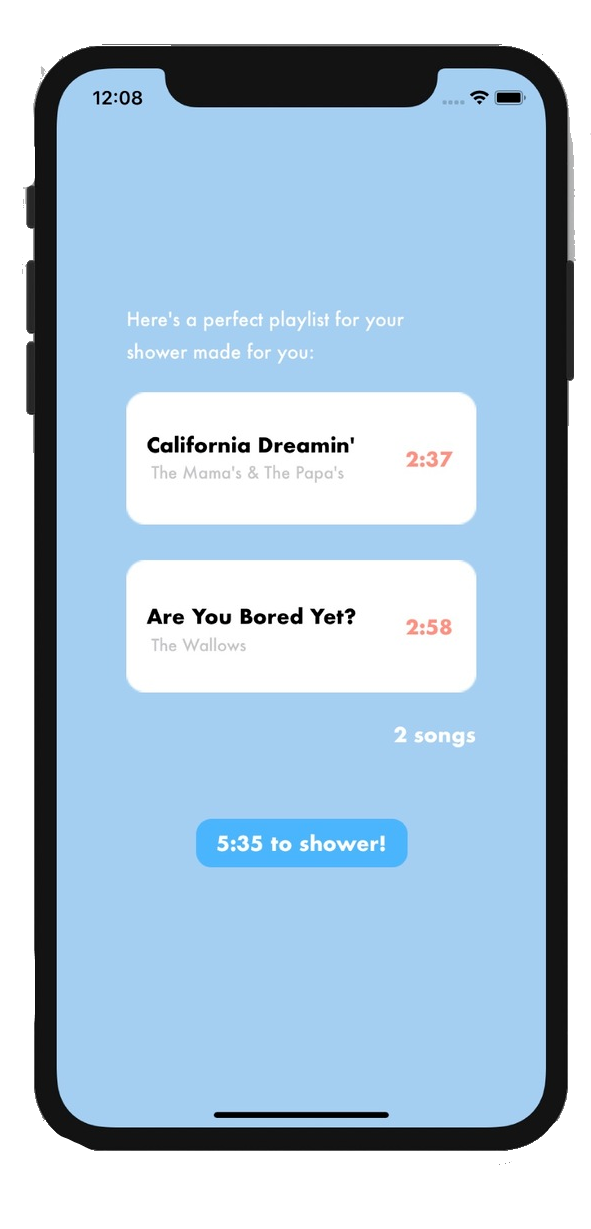 12:08
Here's a perfect playlist for your
shower made for you:
California Dreamin'
The Mama's & The Papa's
2:37
Are You Bored Yet?
The Wallows
2:58
2 songs
5:35 to shower!